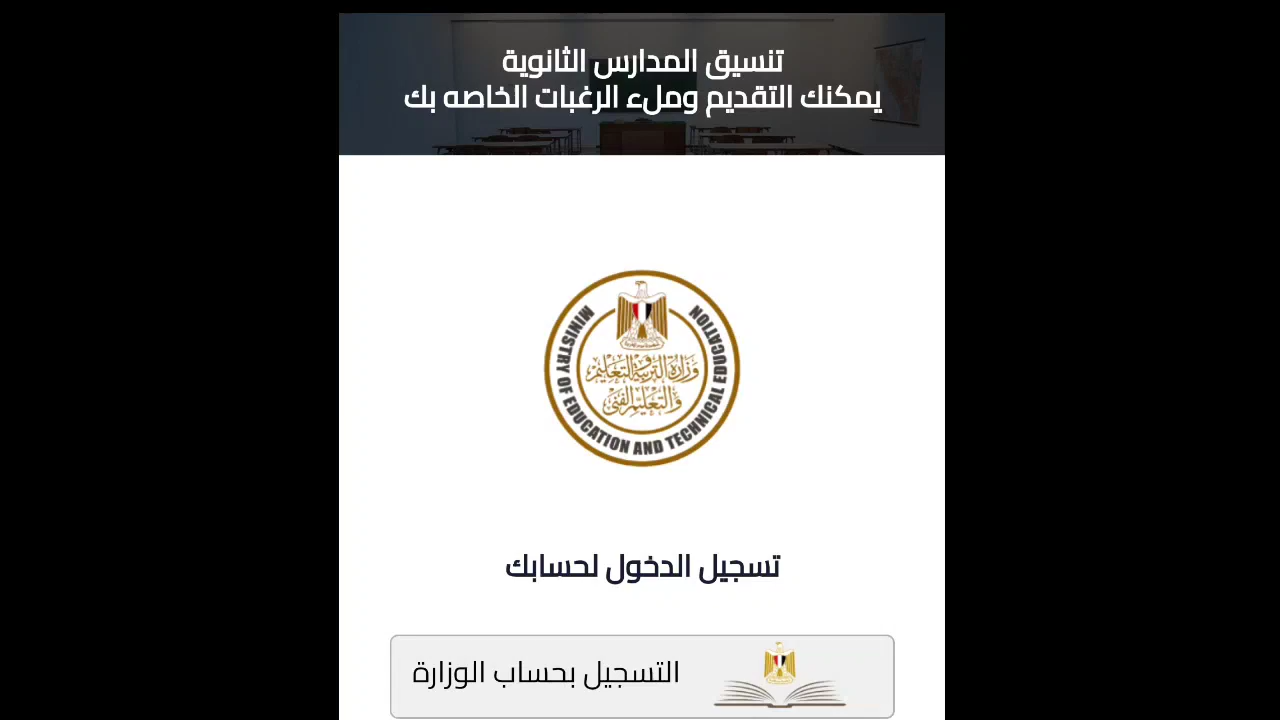 تنسيق المدارس الثانوية
يمكنك التقديم وملء الرغبات الخاصه بك
وزارة التربية والتعليم
والتعليم الفني
MINISTRY OF EDUCATION AND TECHNICAL EDUCATION
تسجيل الدخول لحسابك
التسجيل بحساب الوزارة